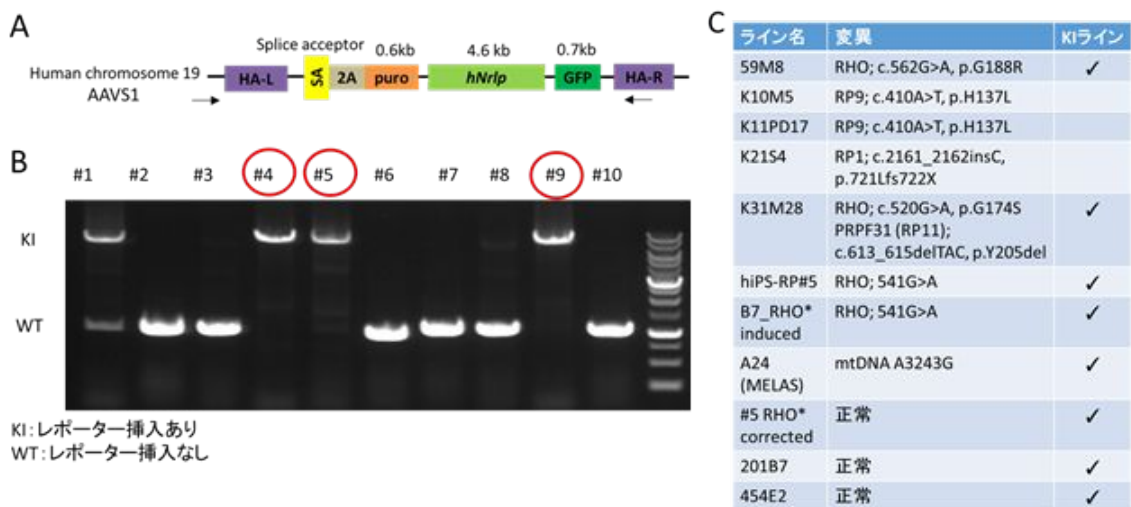 A
Splice acceptor
0.6kb
4.6 kb
0.7kb
Human chromosome 19
AAVS1
HA-L
SA
2A
puro
hNrlp
GFP
HA-R
B
#1 #2 #3 #4 #5 #6 #7 #8 #9 #10
KI
WT
KI:レポーター挿入あり
WT:レポーター挿入なし
C
ライン名 変異 KIライン
59M8 RHO; c.562G>A, p.G188R ✓
K10M5 RP9; c.410A>T, p.H137L
K11PD17 RP9; c.410A>T, p.H137L
K21S4 RP1; c.2161_2162insC,
p.721Lfs722X
K31M28 RHO; c.520G>A, p.G174S ✓
PRPF31 (RP11);
c.613_615delTAC, p.Y205del
hiPS-RP#5 RHO; 541G>A ✓
B7_RHO* RHO; 541G>A ✓
induced
A24 mtDNA A3243G ✓
(MELAS)
#5 RHO* 正常 ✓
corrected
201B7 正常 ✓
454E2 正常 ✓